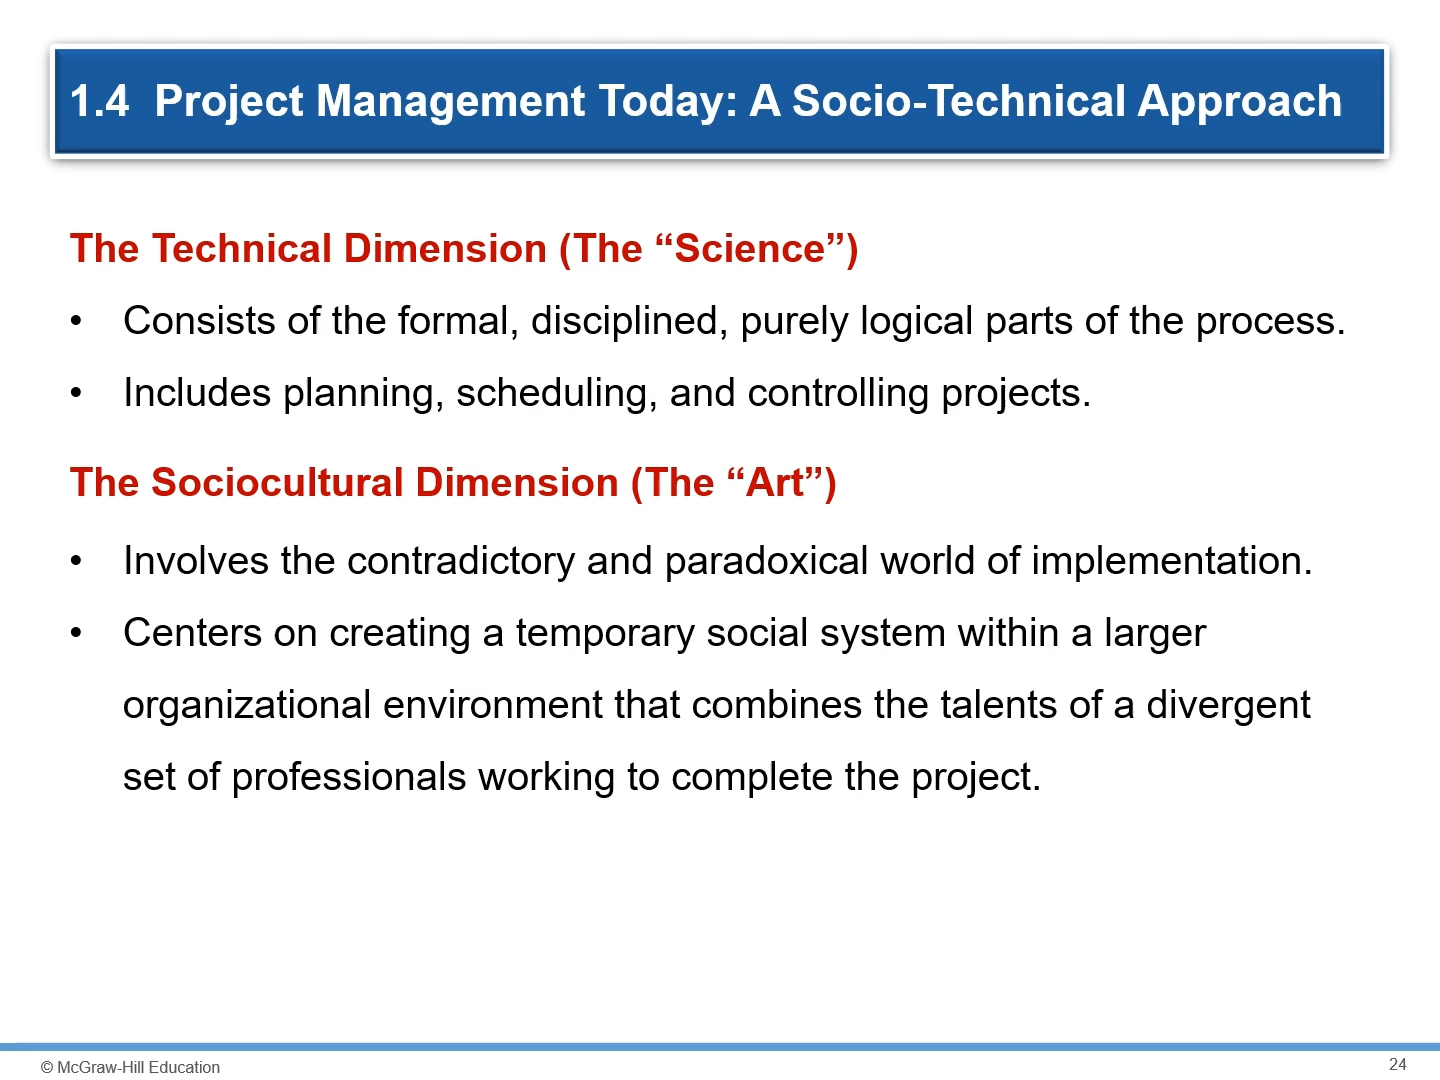 1.4 Project Management Today: A Socio-Technical Approach
The Technical Dimension (The “Science”)
• Consists of the formal, disciplined, purely logical parts of the process.
• Includes planning, scheduling, and controlling projects.
The Sociocultural Dimension (The “Art”)
• Involves the contradictory and paradoxical world of implementation.
• Centers on creating a temporary social system within a larger
organizational environment that combines the talents of a divergent
set of professionals working to complete the project.
© McGraw-Hill Education
24